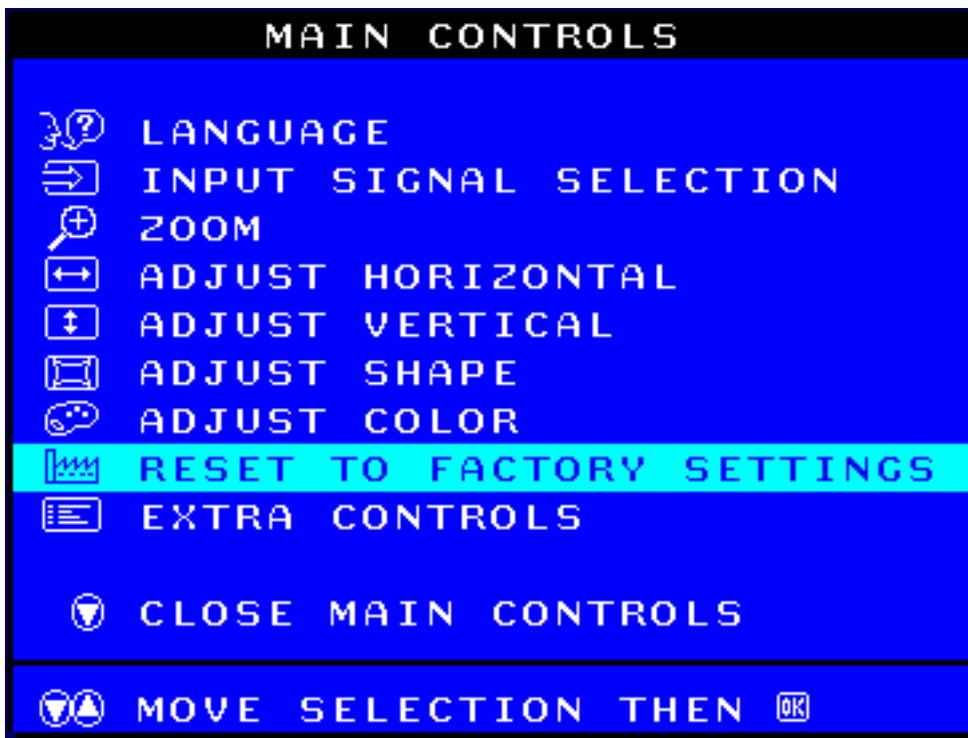 MAIN CONTROLS
? LANGUAGE
INPUT SIGNAL SELECTION
ZOOM
ADJUST HORIZONTAL
ADJUST VERTICAL
ADJUST SHAPE
ADJUST COLOR
RESET TO FACTORY SETTINGS
EXTRA CONTROLS
CLOSE MAIN CONTROLS
MOVE SELECTION THEN OK